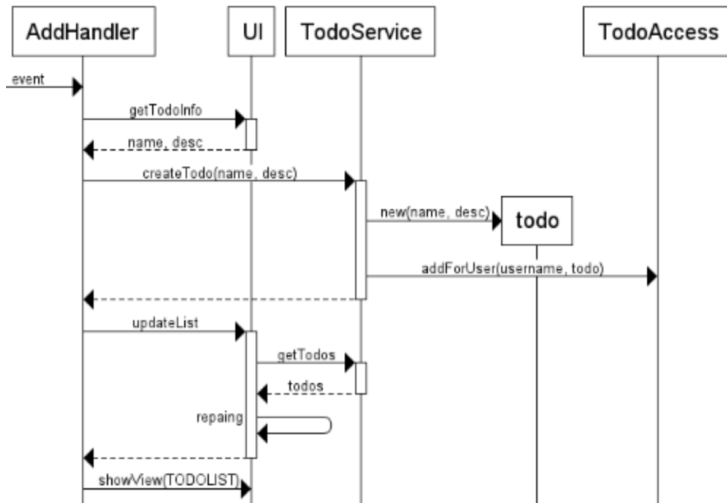 AddHandler
UI
TodoService
TodoAccess
event
getTodoInfo
name, desc
createTodo(name, desc)
new(name, desc)
todo
addForUser(username, todo)
updateList
getTodos
todos
repaing
showView(TODOLIST)